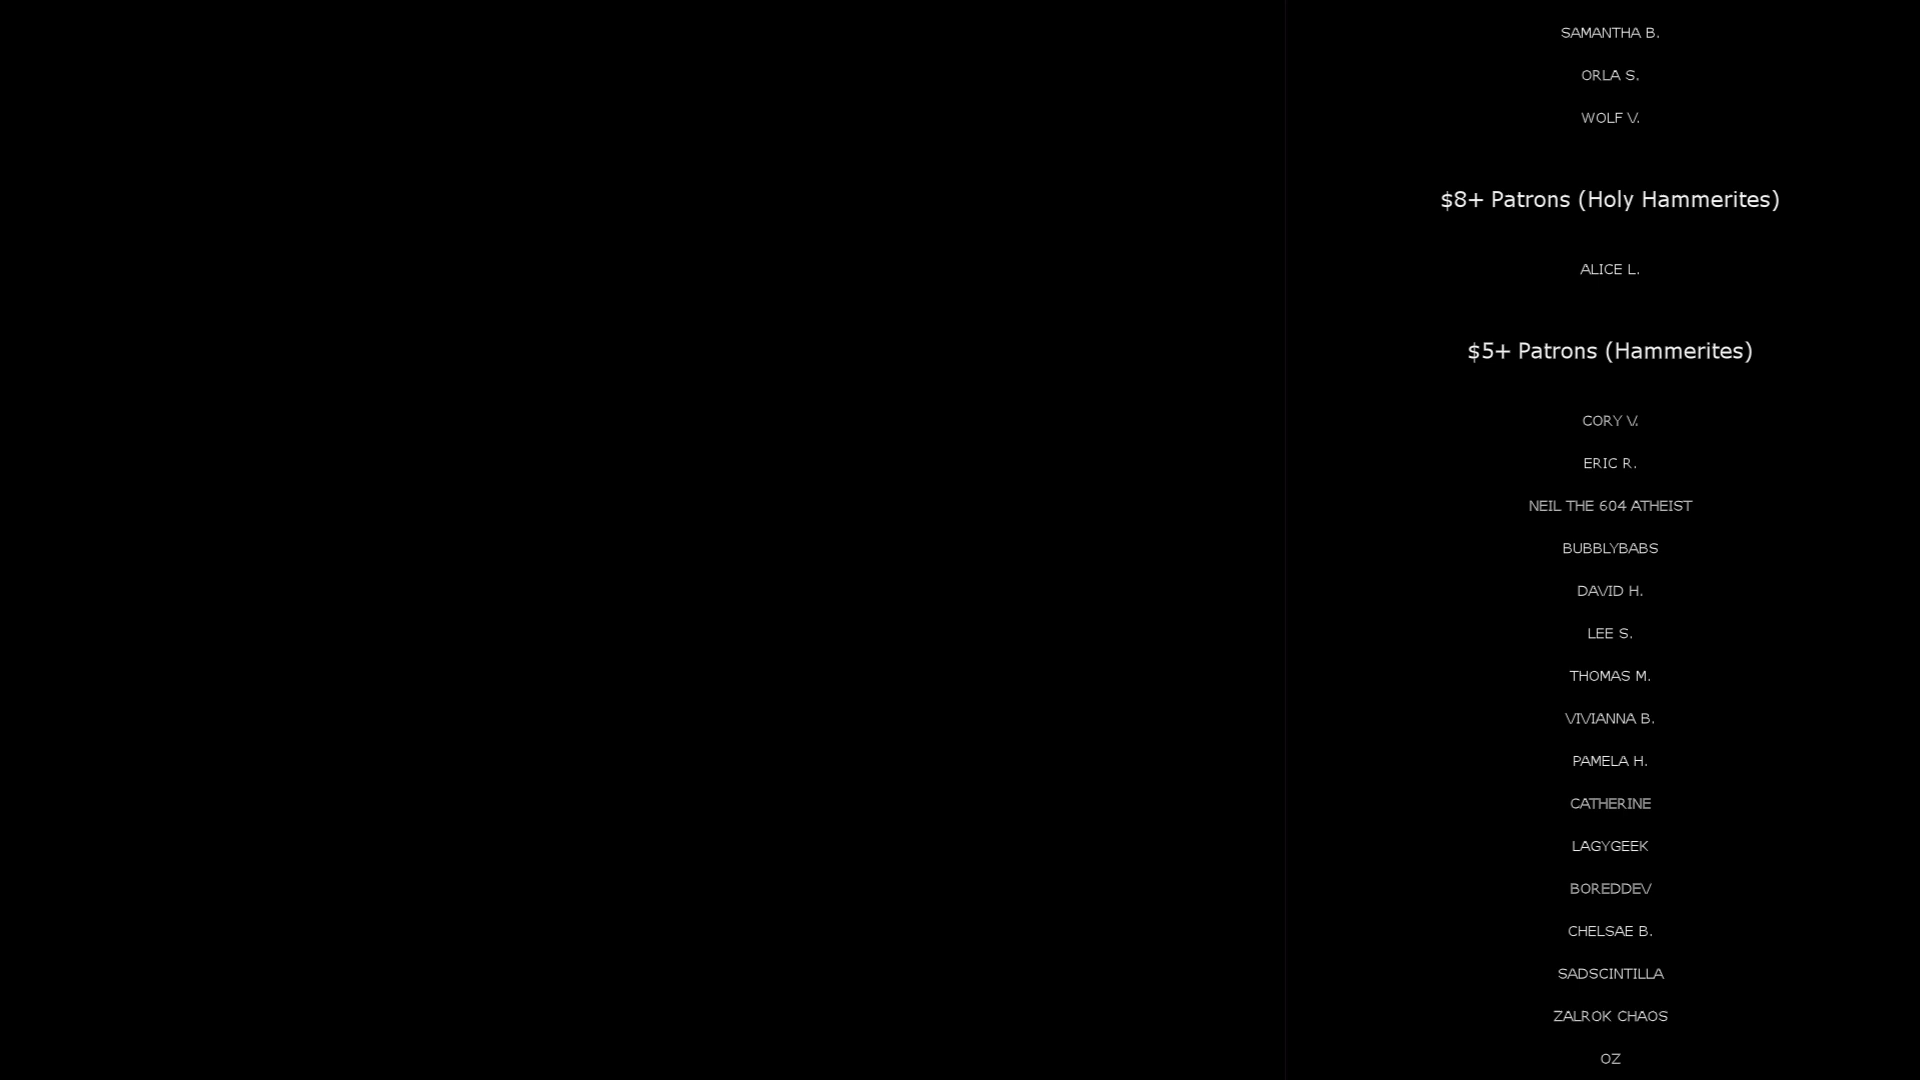 SAMANTHA B.
ORLA S.
WOLF V.
$8+ Patrons (Holy Hammerites)
ALICE L.
$5+ Patrons (Hammerites)
CORY V.
ERIC R.
NEIL THE 604 ATHEIST
BUBBLYBABS
DAVID H.
LEE S.
THOMAS M.
VIVIANNA B.
PAMELA H.
CATHERINE
LAGYGEEK
BOREDDEV
CHELSAE B.
SADSCINTILLA
ZALROK CHAOS
OZ